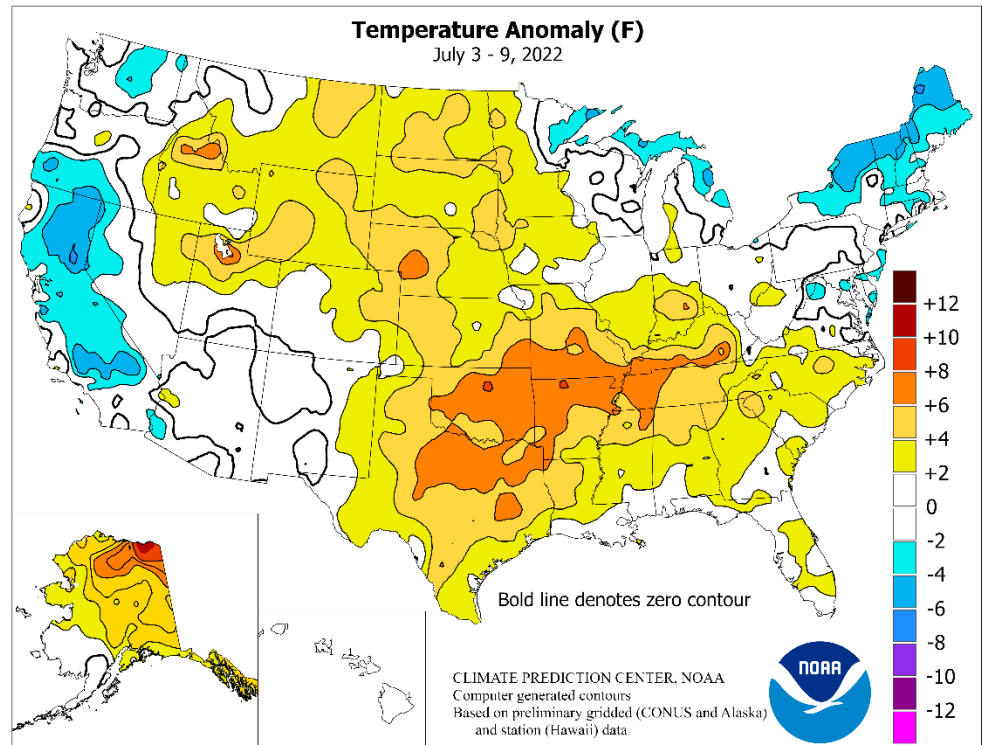 Temperature Anomaly (F)
July 3 - 9, 2022
+12
+10
+8
+6
+4
+2
0
-2
-4
-6
-8
-10
-12
Bold line denotes zero contour
CLIMATE PREDICTION CENTER, NOAA
Computer generated contours
Based on preliminary gridded (CONUS and Alaska)
and station (Hawaii) data
NOAA